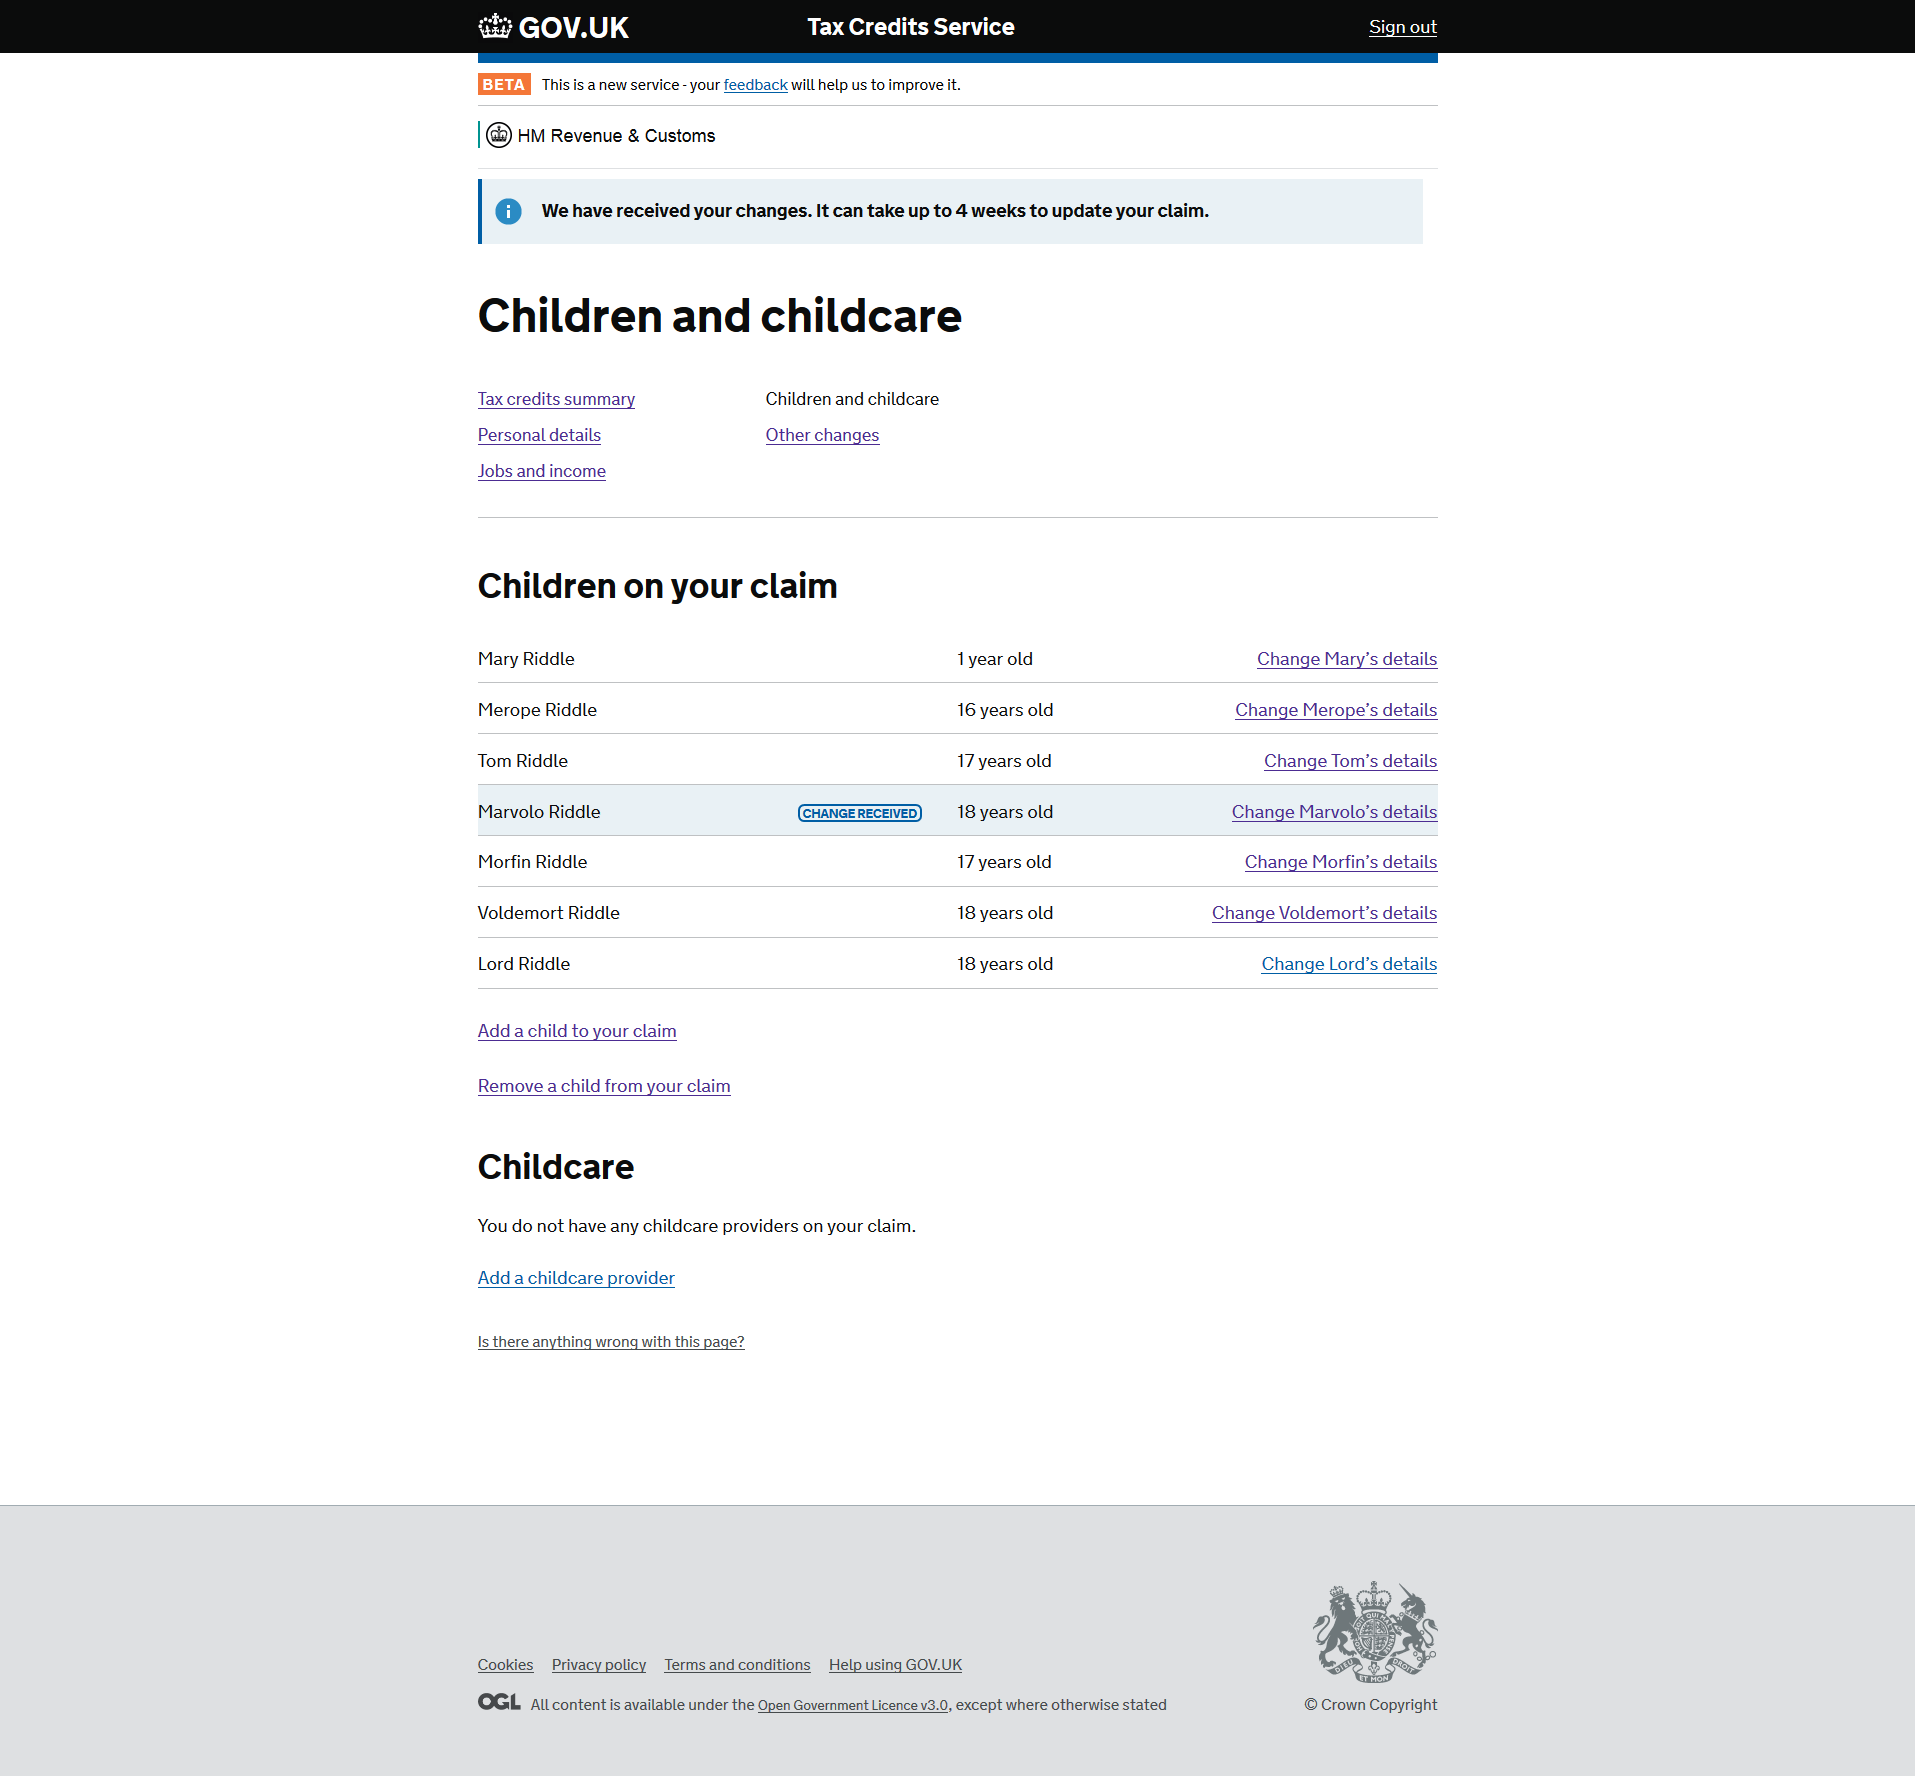 GOV.UK Tax Credits Service Sign out
BETA This is a new service - your feedback will help us to improve it.
HM Revenue & Customs
We have received your changes. It can take up to 4 weeks to update your claim.
Children and childcare
Tax credits summary Children and childcare
Personal details Other changes
Jobs and income
Children on your claim
Mary Riddle 1 year old Change Mary’s details
Merope Riddle 16 years old Change Merope’s details
Tom Riddle 17 years old Change Tom’s details
Marvolo Riddle CHANGE RECEIVED 18 years old Change Marvolo’s details
Morfin Riddle 17 years old Change Morfin’s details
Voldemort Riddle 18 years old Change Voldemort’s details
Lord Riddle 18 years old Change Lord’s details
Add a child to your claim
Remove a child from your claim
Childcare
You do not have any childcare providers on your claim.
Add a childcare provider
Is there anything wrong with this page?
Cookies Privacy policy Terms and conditions Help using GOV.UK
OGL All content is available under the Open Government Licence v3.0, except where otherwise stated
© Crown Copyright